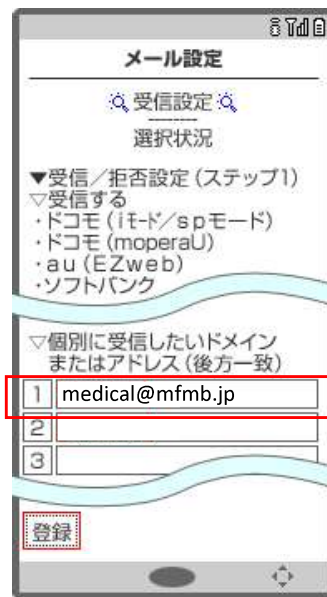 メール設定
受信設定
選択状況
▼受信／拒否設定(ステップ1)
▽受信する
・ドコモ(iモード／spモード)
・ドコモ(moperaU)
・au(EZweb)
・ソフトバンク
▽個別に受信したいドメイン
またはアドレス(後方一致)
1 medical@mfmb.jp
2
3
登録